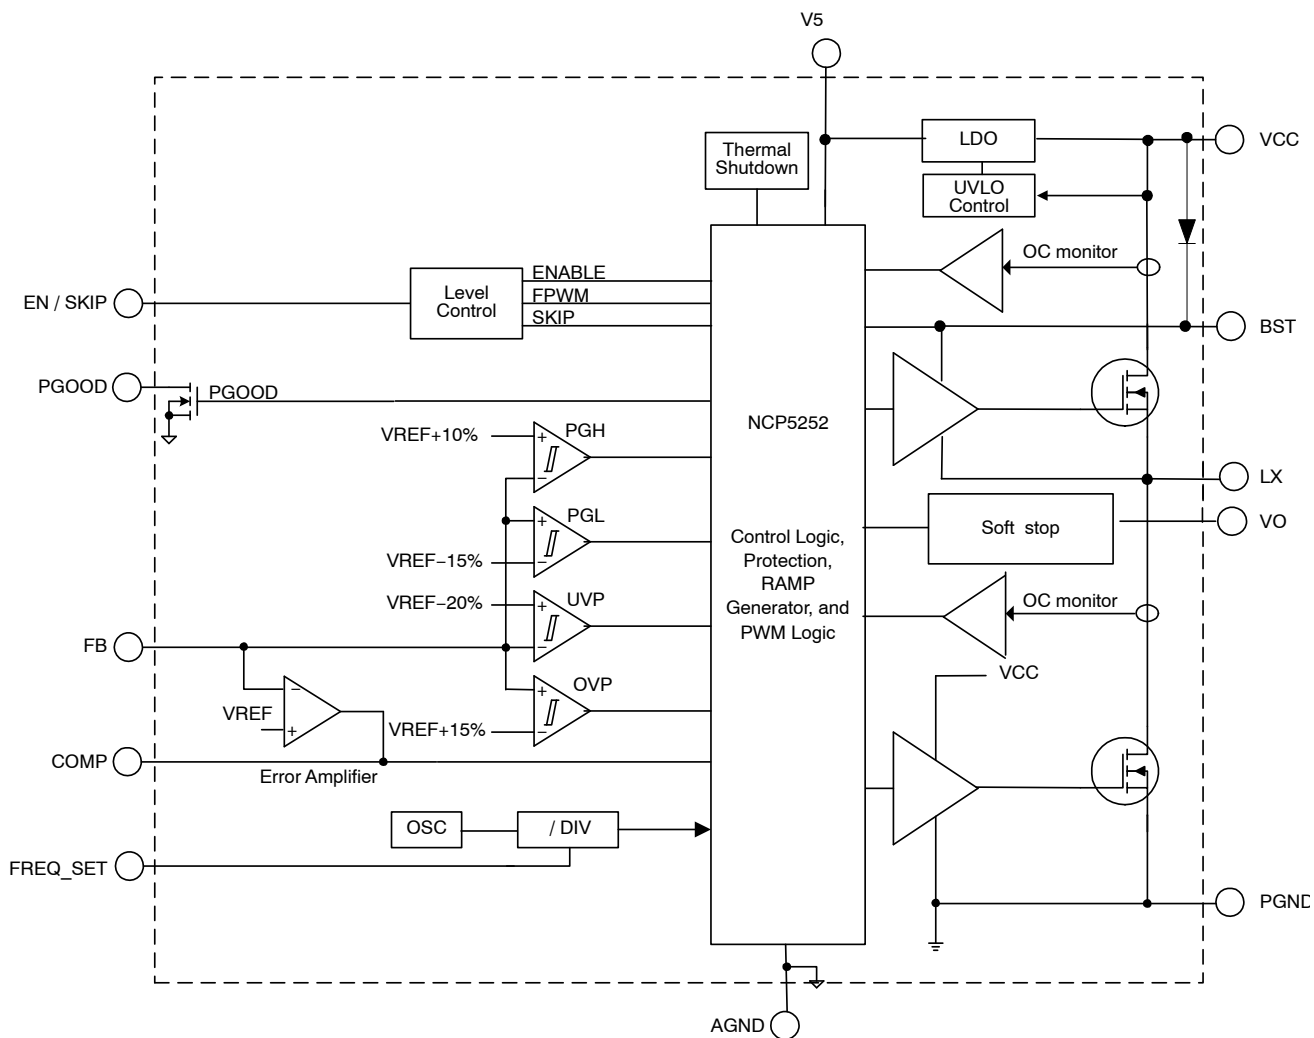 V5
Thermal
Shutdown
LDO
VCC
UVLO
Control
OC monitor
EN / SKIP
Level
Control
ENABLE
FPWM
SKIP
BST
PGOOD
PGOOD
NCP5252
VREF+10%
+
PGH
−
LX
PGL
+
VREF−15%
−
Soft stop
VO
Control Logic,
Protection,
RAMP
Generator, and
PWM Logic
VREF−20%
+
UVP
−
OC monitor
FB
VCC
OVP
+
VREF+15%
−
−
VREF
+
Error Amplifier
COMP
OSC
/ DIV
FREQ_SET
PGND
AGND